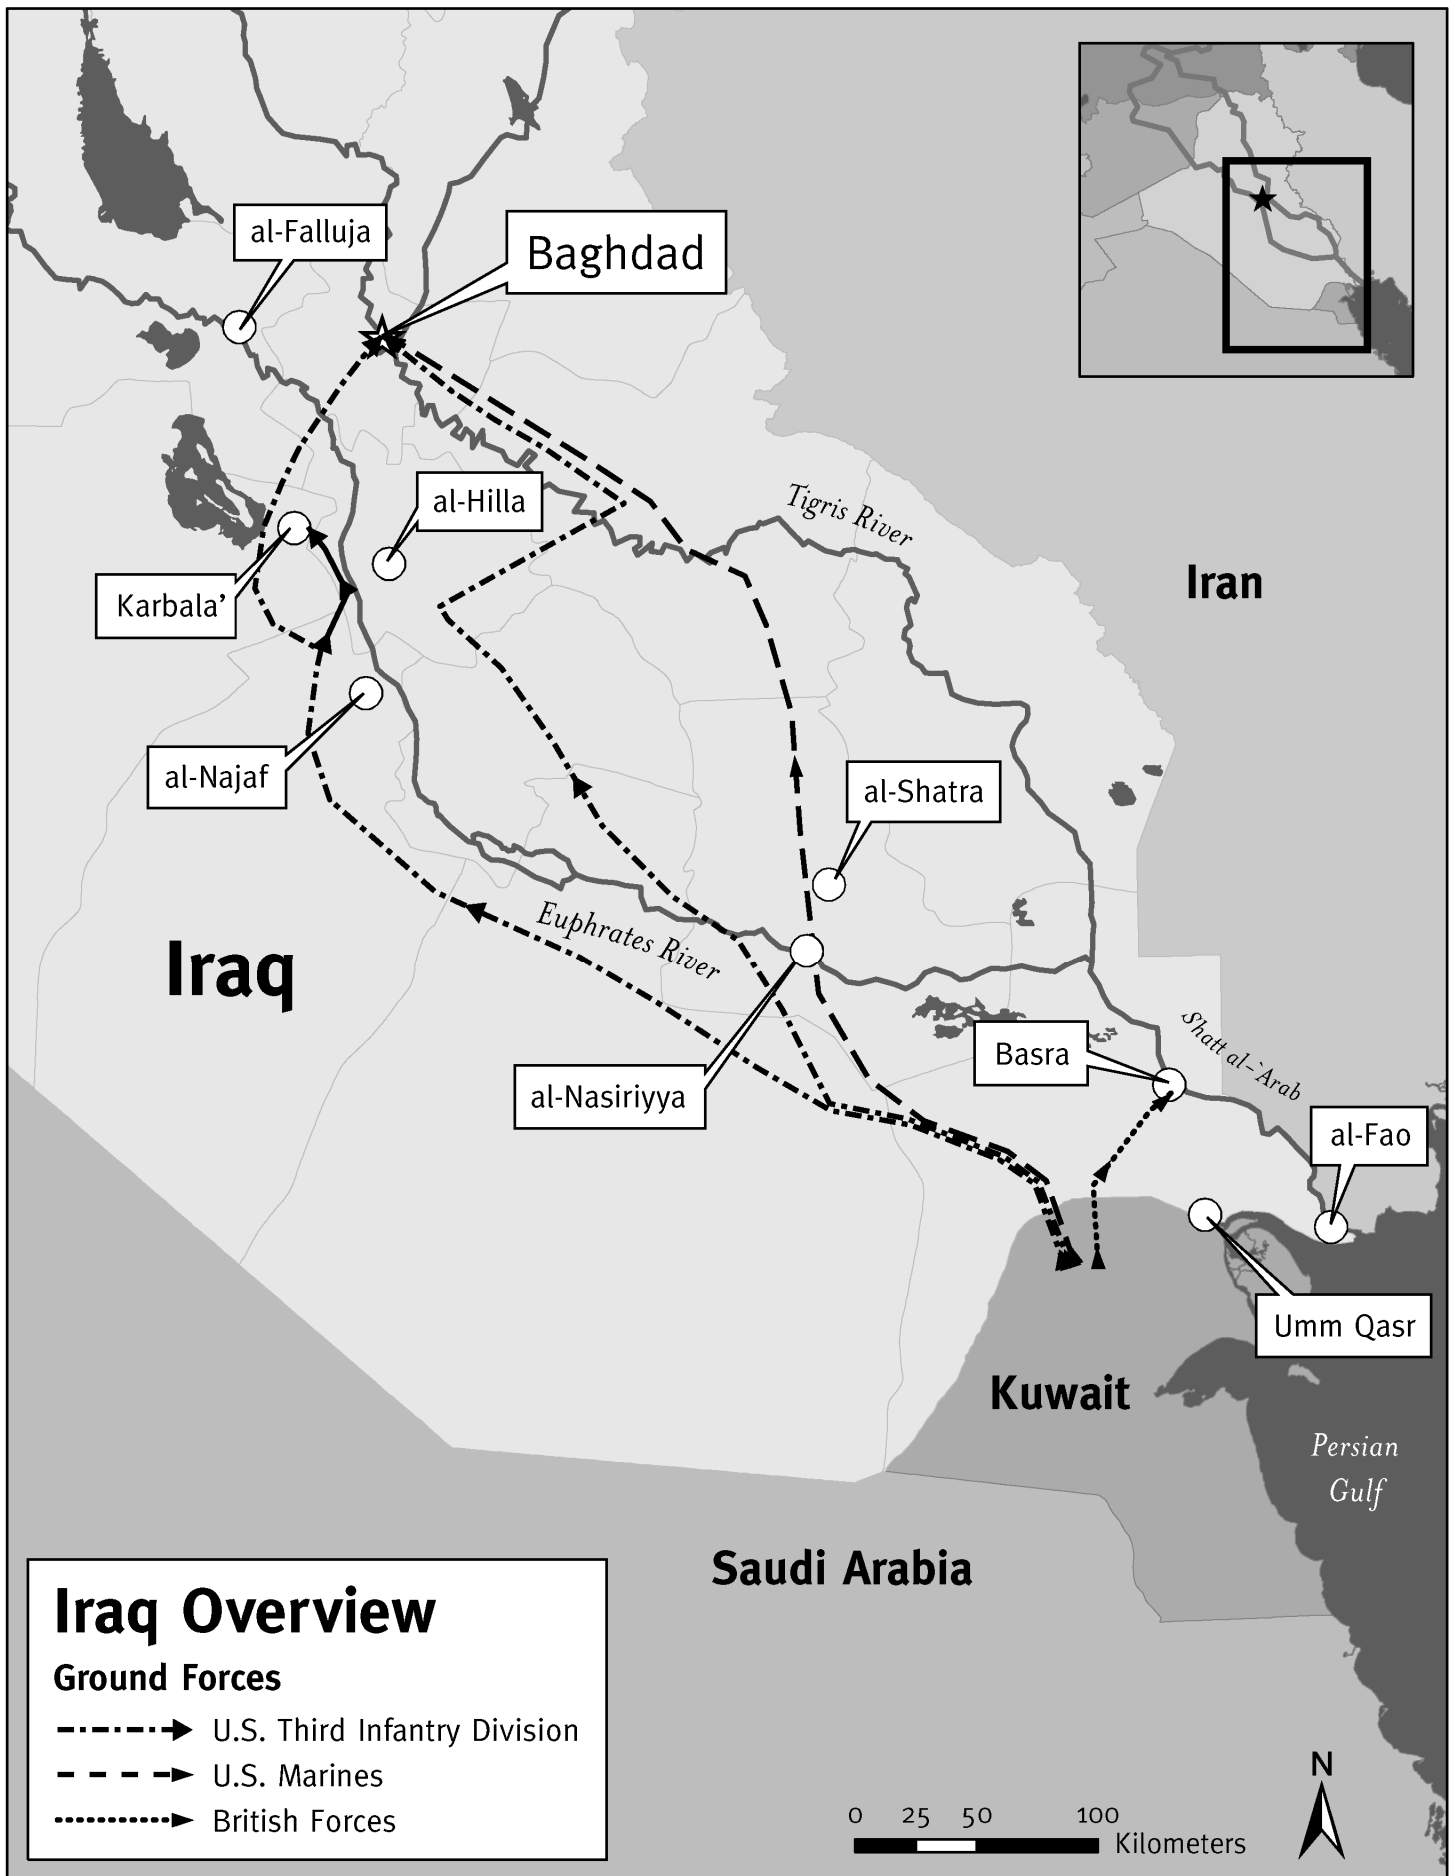 al-Falluja
Baghdad
al-Hilla
Tigris River
Iran
Karbala’
al-Najaf
al-Shatra
Euphrates River
Iraq
Shatt al-`Arab
Basra
al-Nasiriyya
al-Fao
Umm Qasr
Kuwait
Persian
Gulf
Saudi Arabia
Iraq Overview
Ground Forces
U.S. Third Infantry Division
U.S. Marines
British Forces
N
0 25 50 100
Kilometers